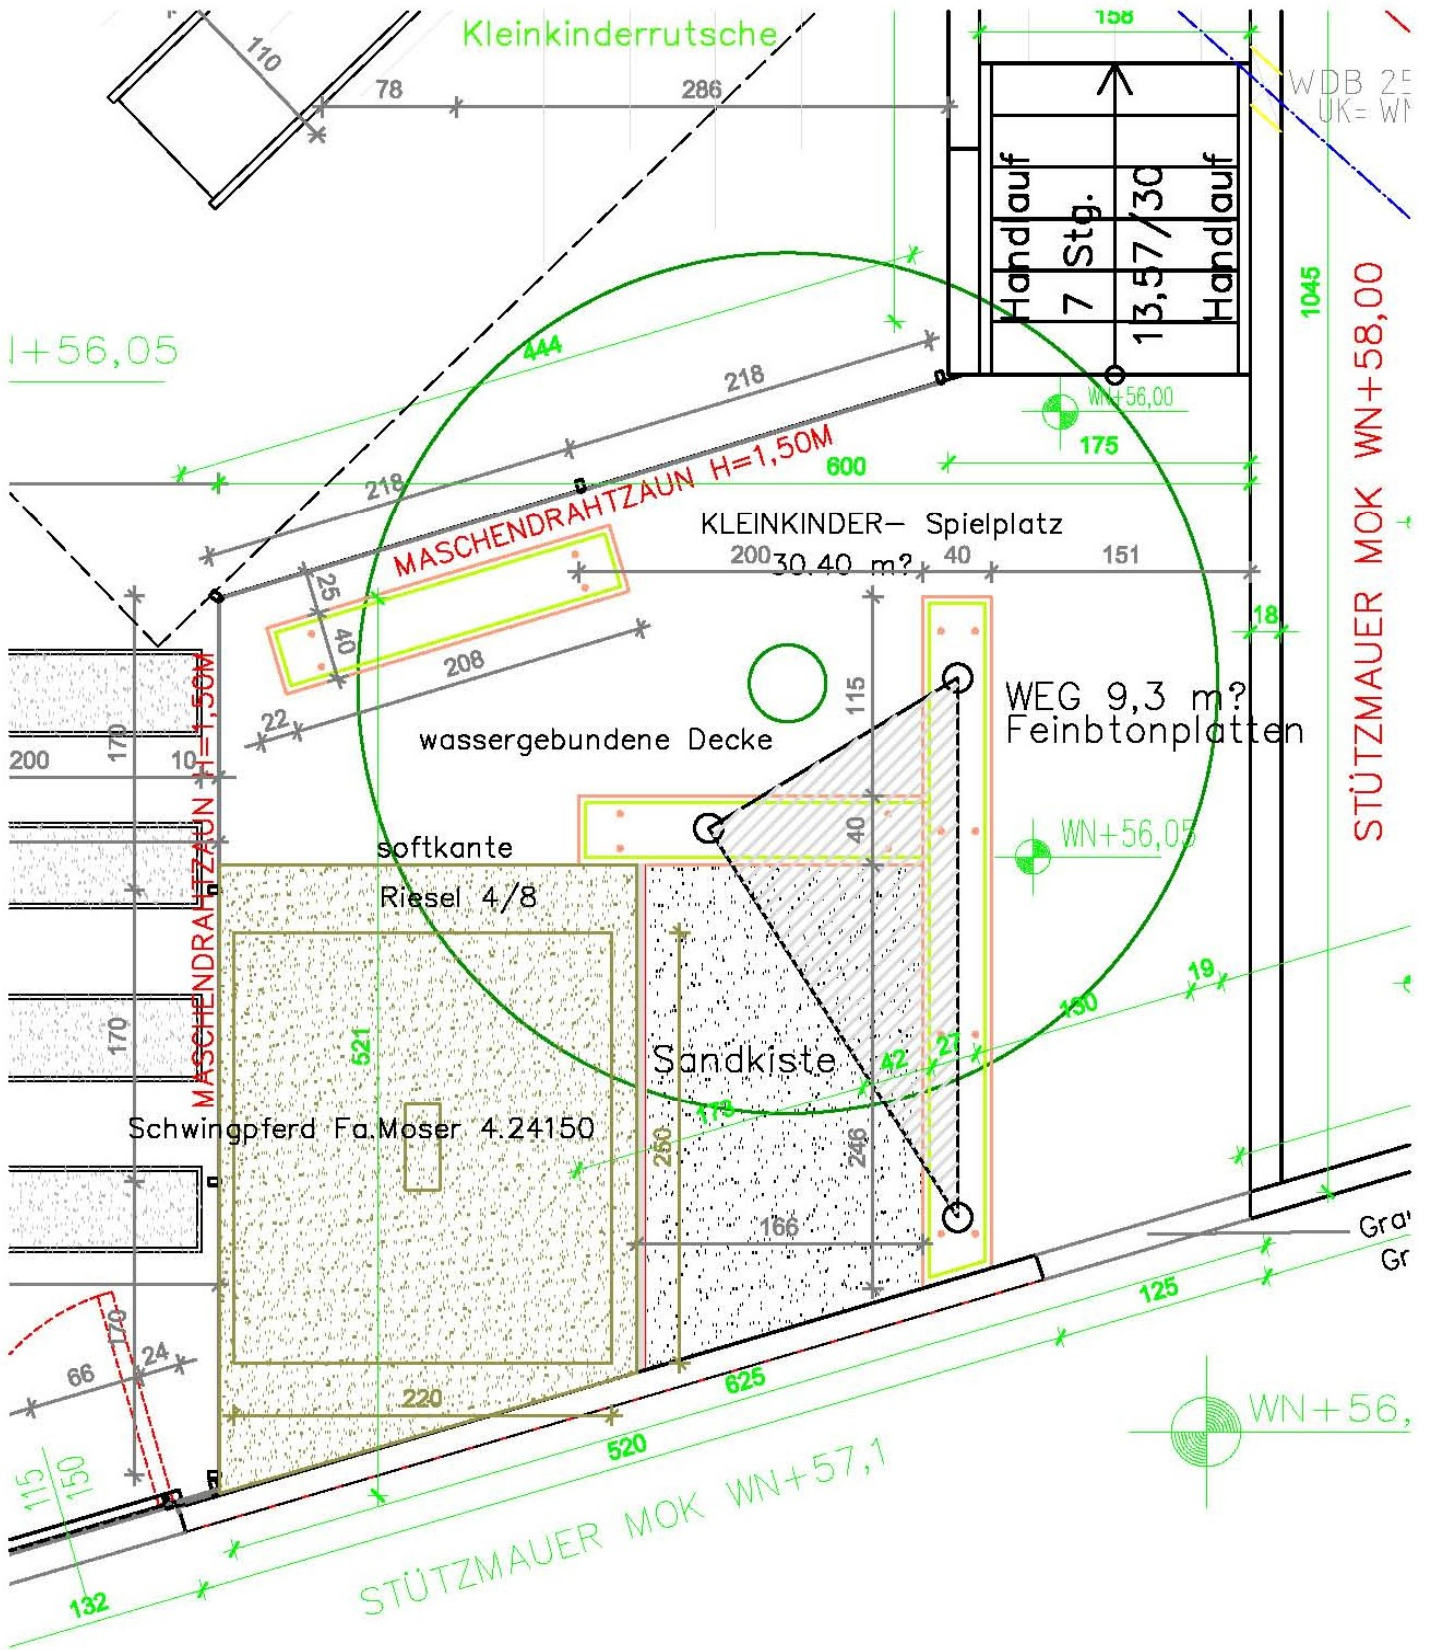 158
Kleinkinderrutsche
110
78
286
WDB 25
UK= WN
Handlauf
7 Stg.
13,57/30
Handlauf
1045
STÜTZMAUER MOK WN+58,00
+56,05
444
218
WN+56,00
175
600
218
MASCHENDRAHTZAUN H=1,50M
KLEINKINDER- Spielplatz
30.40 m?
200
40
151
25
40
18
208
22
115
WEG 9,3 m?
Feinbtonplatten
wassergebundene Decke
170
200
10
MASCHENDRAHTZAUN H=1,50M
40
WN+56,05
softkante
Riesel 4/8
19
130
170
521
27
42
Sandkiste
173
Schwingpferd Fa.Moser 4.24150
250
246
166
Gra
Gr
125
170
24
66
625
220
520
WN+56,
115
150
STÜTZMAUER MOK WN+57,1
132